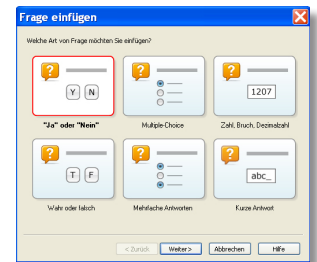 Frage einfügen
Welche Art von Frage möchten Sie einfügen?
Y N
1207
"Ja" oder "Nein"
Multiple-Choice
Zahl, Bruch, Dezimalzahl
T F
abc_
Wahr oder falsch
Mehrfache Antworten
Kurze Antwort
< Zurück
Weiter >
Abbrechen
Hilfe